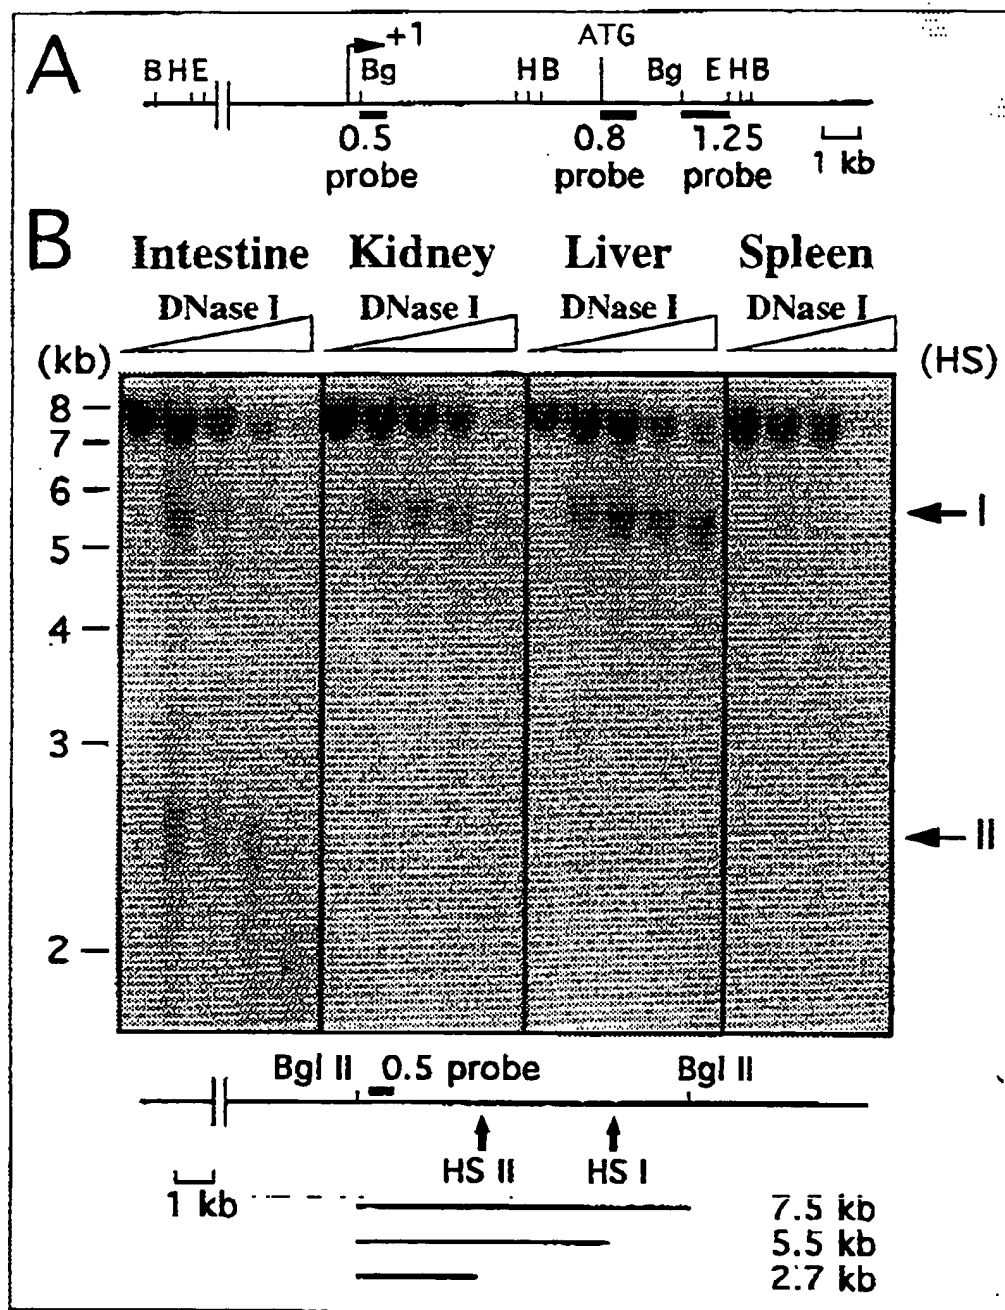 A
+1
ATG
B H E
Bg
H B
Bg
E H B
0.5
probe
0.8
probe
1.25
probe
1 kb
B
Intestine Kidney Liver Spleen
DNase I DNase I DNase I DNase I
(kb)
(HS)
8
7
6
I
5
4
3
II
2
Bgl II 0.5 probe Bgl II
HS II HS I
1 kb
7.5 kb
5.5 kb
2.7 kb